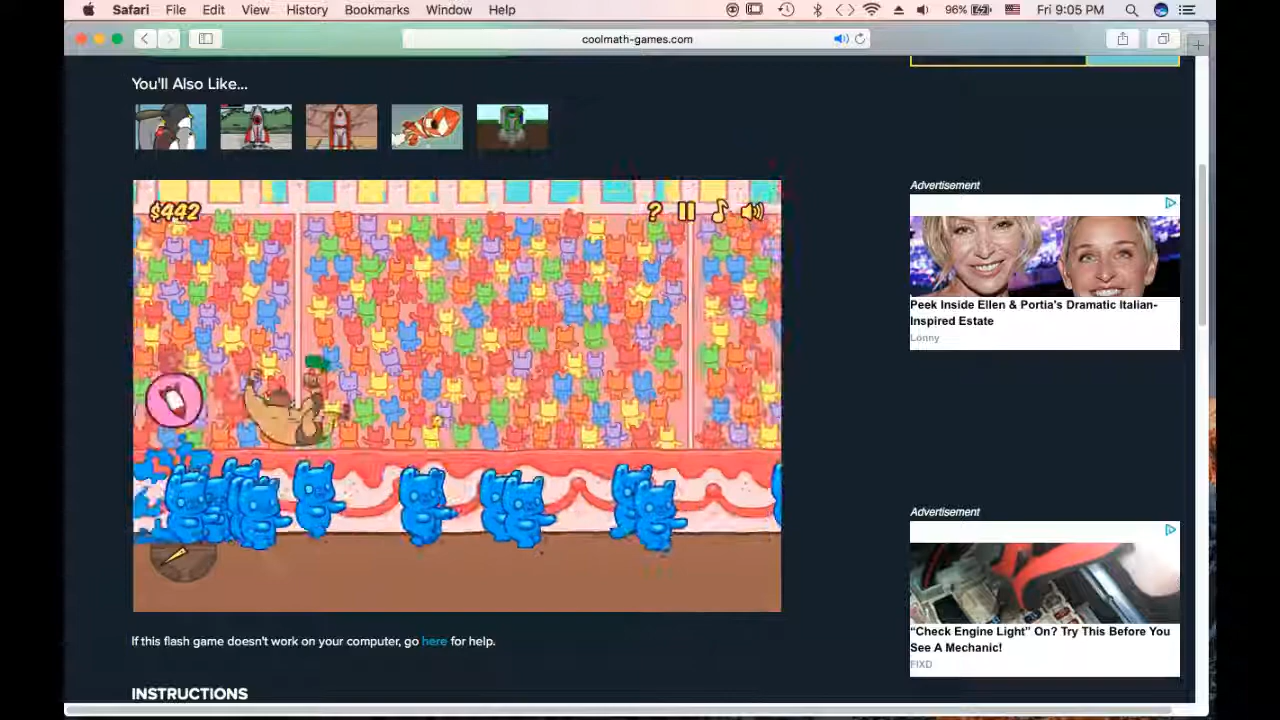 Safari File Edit View History Bookmarks Window Help 96% Fri 9:05 PM
coolmath-games.com
You'll Also Like...
Advertisement
$442 ?
Peek Inside Ellen & Portia's Dramatic Italian-
Inspired Estate
Lonny
Advertisement
"Check Engine Light" On? Try This Before You
See A Mechanic!
FIXD
If this flash game doesn't work on your computer, go here for help.
INSTRUCTIONS